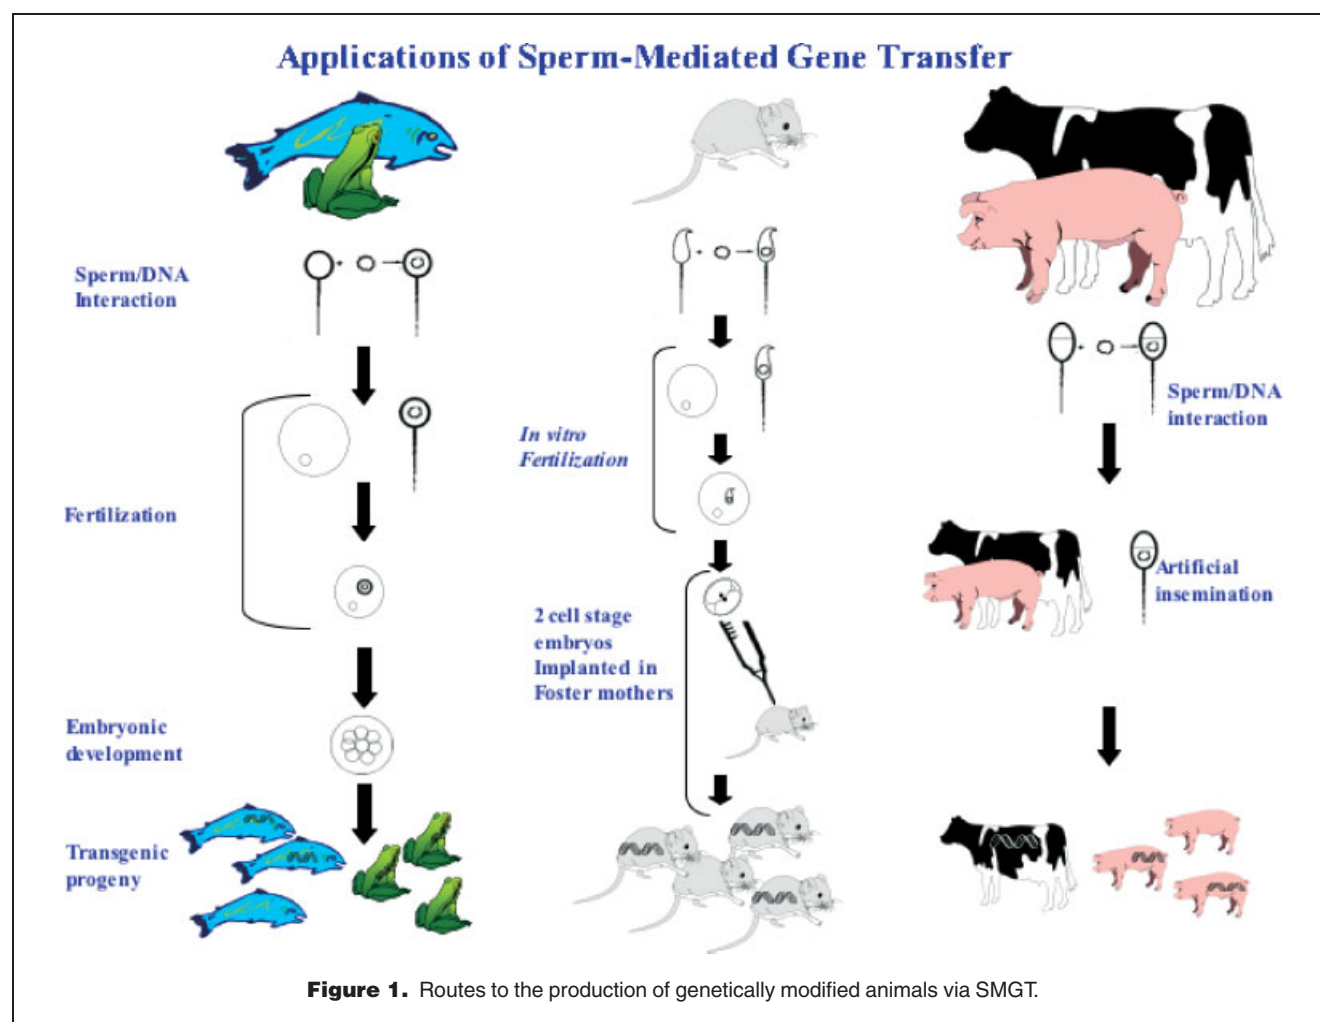 Applications of Sperm-Mediated Gene Transfer
Sperm/DNA
Interaction
Fertilization
Embryonic
development
Transgenic
progeny
In vitro
Fertilization
2 cell stage
embryos
Implanted in
Foster mothers
Sperm/DNA
interaction
Artificial
insemination
Figure 1. Routes to the production of genetically modified animals via SMGT.